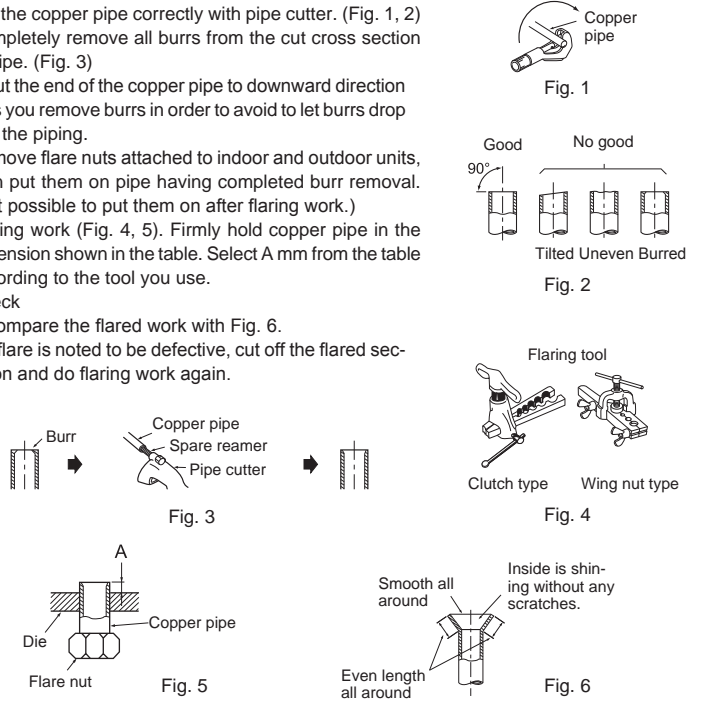 the copper pipe correctly with pipe cutter. (Fig. 1, 2)
mpletely remove all burrs from the cut cross section
ipe. (Fig. 3)
ut the end of the copper pipe to downward direction
s you remove burrs in order to avoid to let burrs drop
the piping.
move flare nuts attached to indoor and outdoor units,
n put them on pipe having completed burr removal.
t possible to put them on after flaring work.)
ing work (Fig. 4, 5). Firmly hold copper pipe in the
ension shown in the table. Select A mm from the table
ording to the tool you use.
eck
ompare the flared work with Fig. 6.
flare is noted to be defective, cut off the flared sec-
on and do flaring work again.
Copper
pipe
Fig. 1
Good
No good
90°
Tilted Uneven Burred
Fig. 2
Burr
Copper pipe
Spare reamer
Pipe cutter
Fig. 3
Flaring tool
Clutch type
Wing nut type
Fig. 4
A
Copper pipe
Die
Flare nut
Fig. 5
Smooth all
around
Inside is shin-
ing without any
scratches.
Even length
all around
Fig. 6